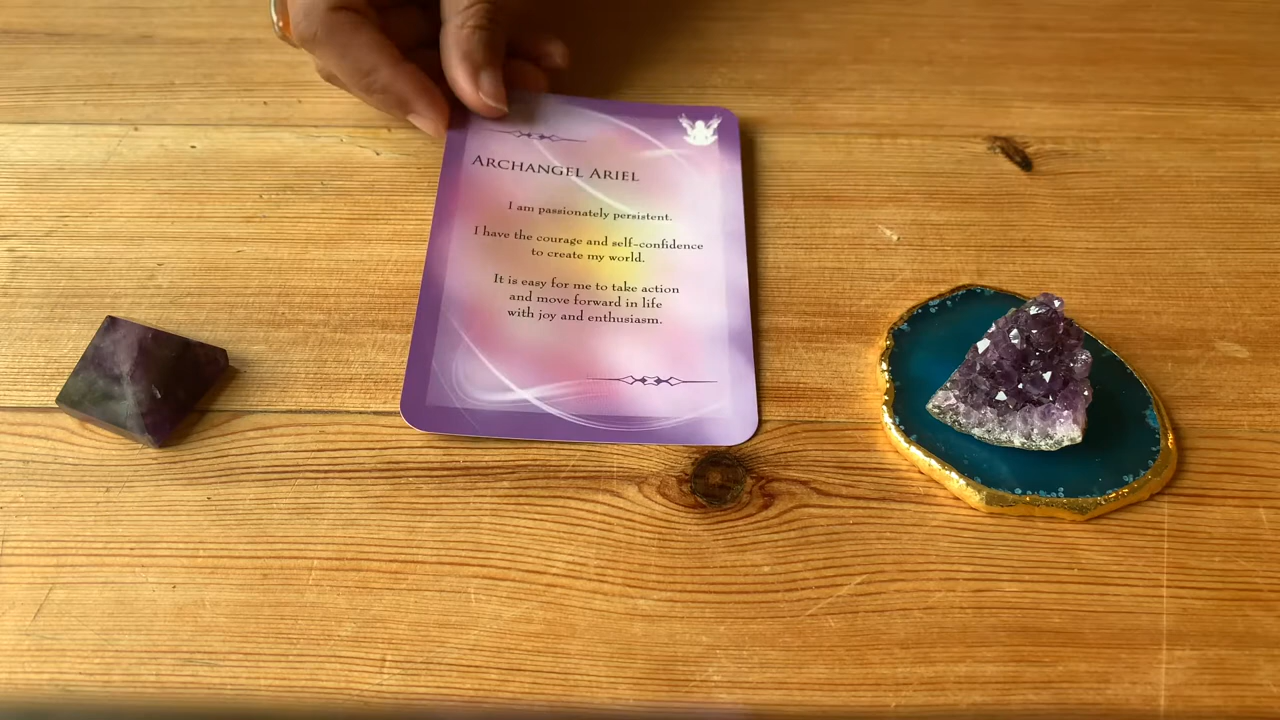 Archangel Ariel
I am passionately persistent.
I have the courage and self-confidence
to create my world.
It is easy for me to take action
and move forward in life
with joy and enthusiasm.